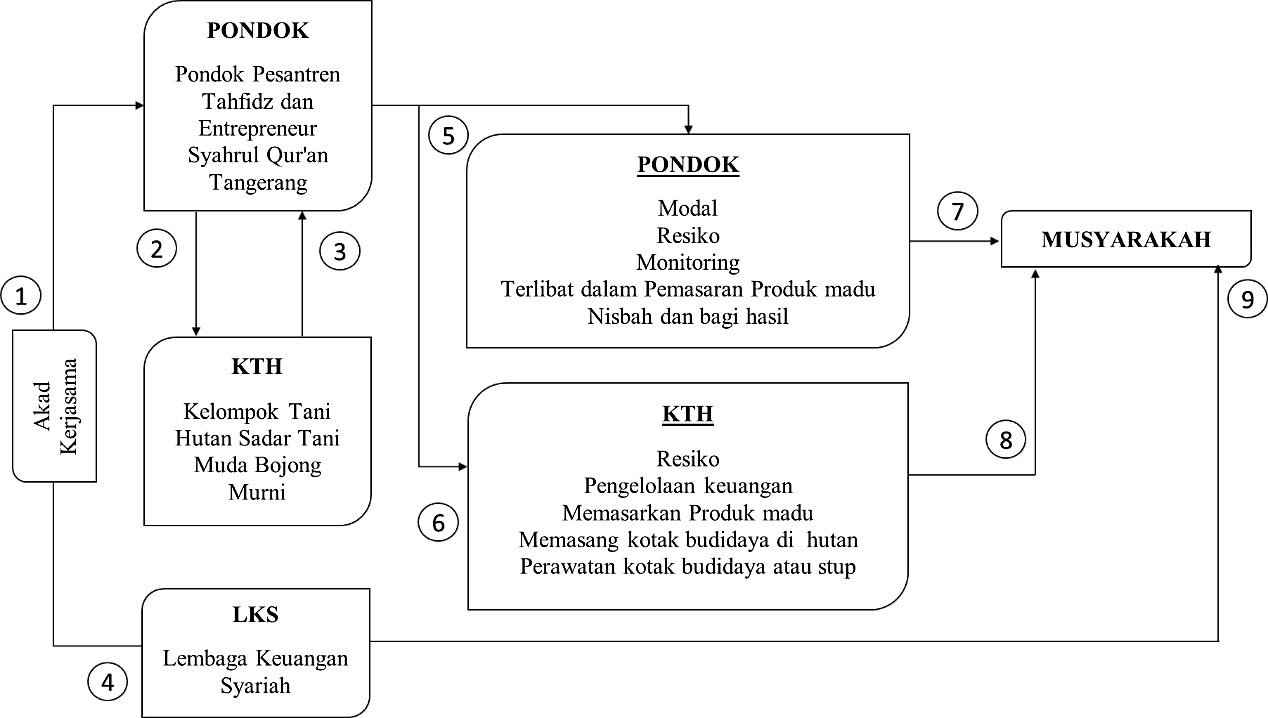 PONDOK
Pondok Pesantren
Tahfidz dan
Entrepreneur
Syahrul Qur'an
Tangerang
1
2
3
Akad
Kerjasama
KTH
Kelompok Tani
Hutan Sadar Tani
Muda Bojong
Murni
4
LKS
Lembaga Keuangan
Syariah
5
PONDOK
Modal
Resiko
Monitoring
Terlibat dalam Pemasaran Produk madu
Nisbah dan bagi hasil
6
KTH
Resiko
Pengelolaan keuangan
Memasarkan Produk madu
Memasang kotak budidaya di hutan
Perawatan kotak budidaya atau stup
7
8
MUSYARAKAH
9